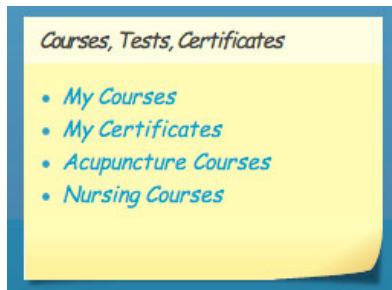 Courses, Tests, Certificates
My Courses
My Certificates
Acupuncture Courses
Nursing Courses